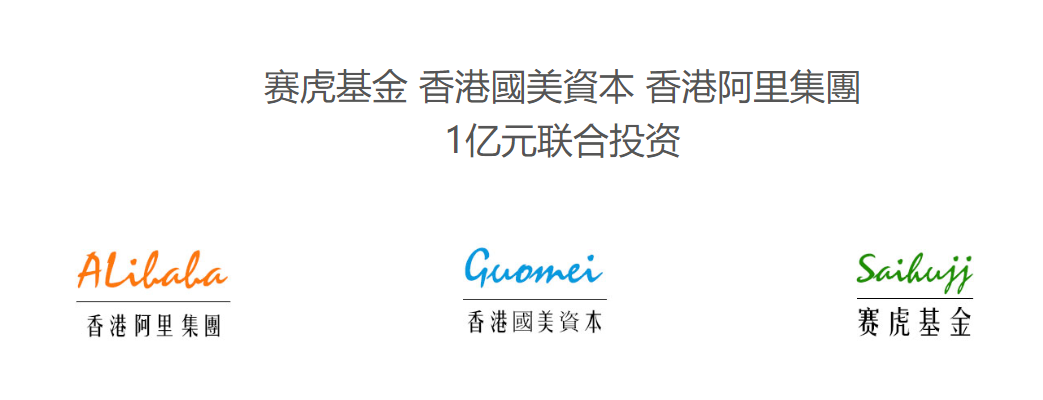 赛虎基金 香港國美資本 香港阿里集團
1亿元联合投资
ALibaba
香港阿里集團
Guomei
香港國美資本
Saihujj
赛虎基金